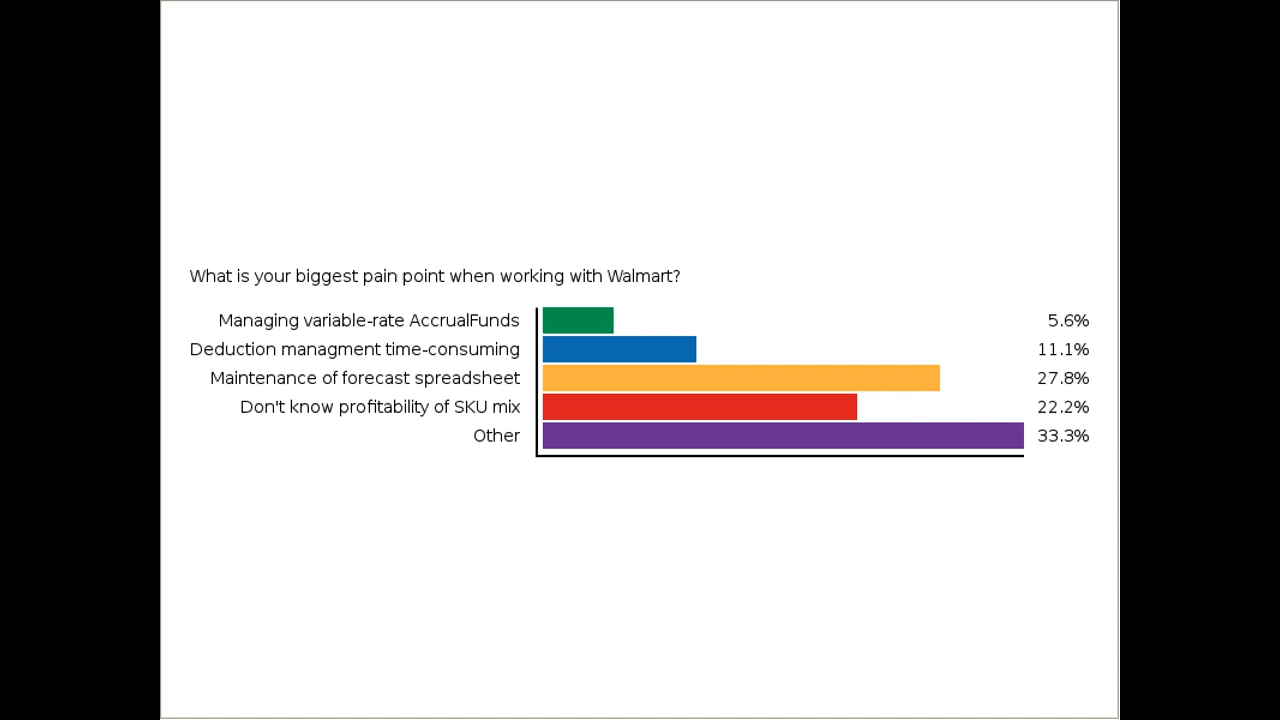 What is your biggest pain point when working with Walmart?
Managing variable-rate AccrualFunds 5.6%
Deduction managment time-consuming 11.1%
Maintenance of forecast spreadsheet 27.8%
Don't know profitability of SKU mix 22.2%
Other 33.3%